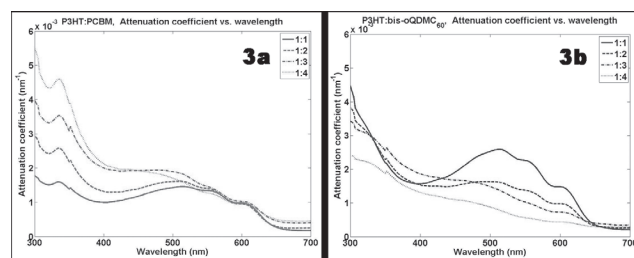 P3HT:PCBM, Attenuation coefficient vs. wavelength
x 10⁻³
3a
1:1
1:2
1:3
1:4
Attenuation coefficient (nm⁻¹)
6
5
4
3
2
1
0
300 400 500 600 700
Wavelength (nm)
P3HT:bis-oQDMC₆₀, Attenuation coefficient vs. wavelength
x 10⁻³
3b
1:1
1:2
1:3
1:4
Attenuation coefficient (nm⁻¹)
6
5
4
3
2
1
0
300 400 500 600 700
Wavelength (nm)